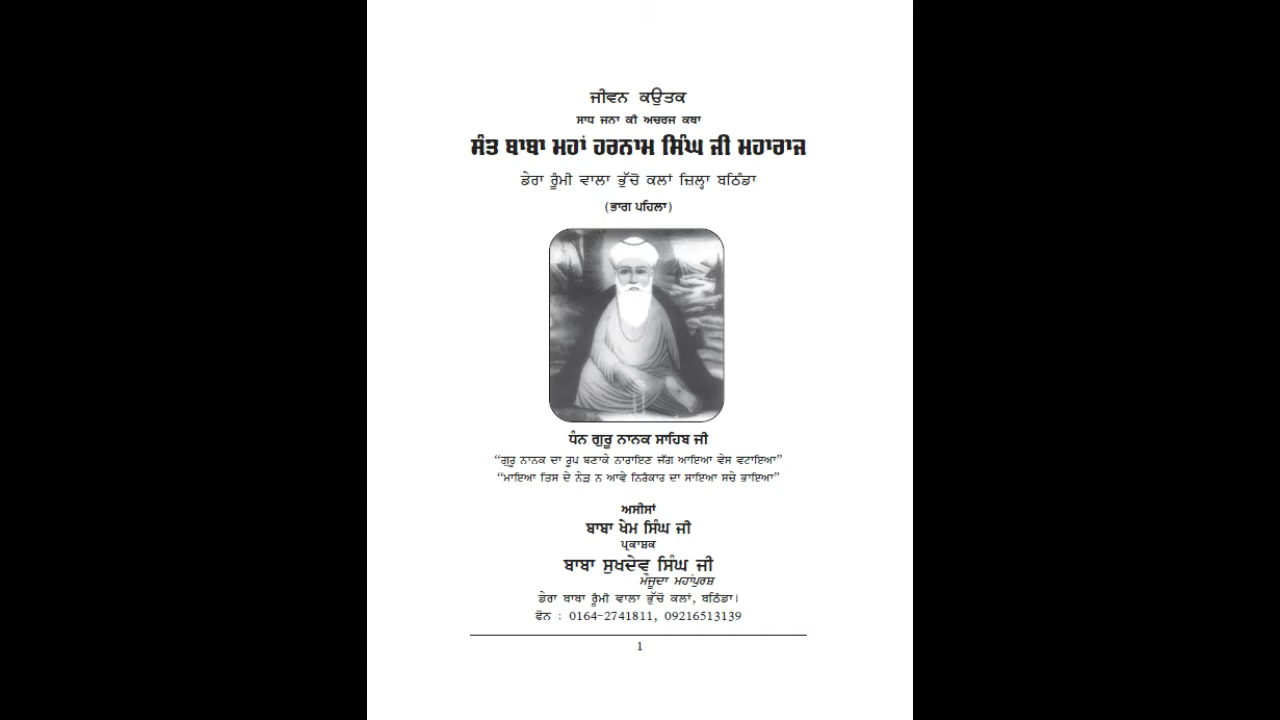 ਜੀਵਨ ਕਉਤਕ
ਸਾਧ ਜਨਾ ਕੀ ਅਚਰਜ ਕਥਾ
ਸੰਤ ਬਾਬਾ ਮਹਾਂ ਹਰਨਾਮ ਸਿੰਘ ਜੀ ਮਹਾਰਾਜ
ਡੇਰਾ ਰੂੰਮੀ ਵਾਲਾ ਭੁੱਚੋ ਕਲਾਂ ਜ਼ਿਲ੍ਹਾ ਬਠਿੰਡਾ
(ਭਾਗ ਪਹਿਲਾ)
ਧੰਨ ਗੁਰੂ ਨਾਨਕ ਸਾਹਿਬ ਜੀ
“ਗੁਰੂ ਨਾਨਕ ਦਾ ਰੂਪ ਬਣਾਕੇ ਨਾਰਾਇਣ ਜੱਗ ਆਇਆ ਵੇਸ ਵਟਾਇਆ”
“ਮਾਇਆ ਤਿਸ ਦੇ ਨੇੜ ਨ ਆਵੇ ਨਿਰੰਕਾਰ ਦਾ ਸਾਇਆ ਸਚੇ ਭਾਇਆ”
ਅਸੀਸਾਂ
ਬਾਬਾ ਖੇਮ ਸਿੰਘ ਜੀ
ਪ੍ਰਕਾਸ਼ਕ
ਬਾਬਾ ਸੁਖਦੇਵ ਸਿੰਘ ਜੀ
ਮੌਜੂਦਾ ਮਹਾਂਪੁਰਸ਼
ਡੇਰਾ ਬਾਬਾ ਰੂੰਮੀ ਵਾਲਾ ਭੁੱਚੋ ਕਲਾਂ, ਬਠਿੰਡਾ।
ਫੋਨ : 0164-2741811, 09216513139
1